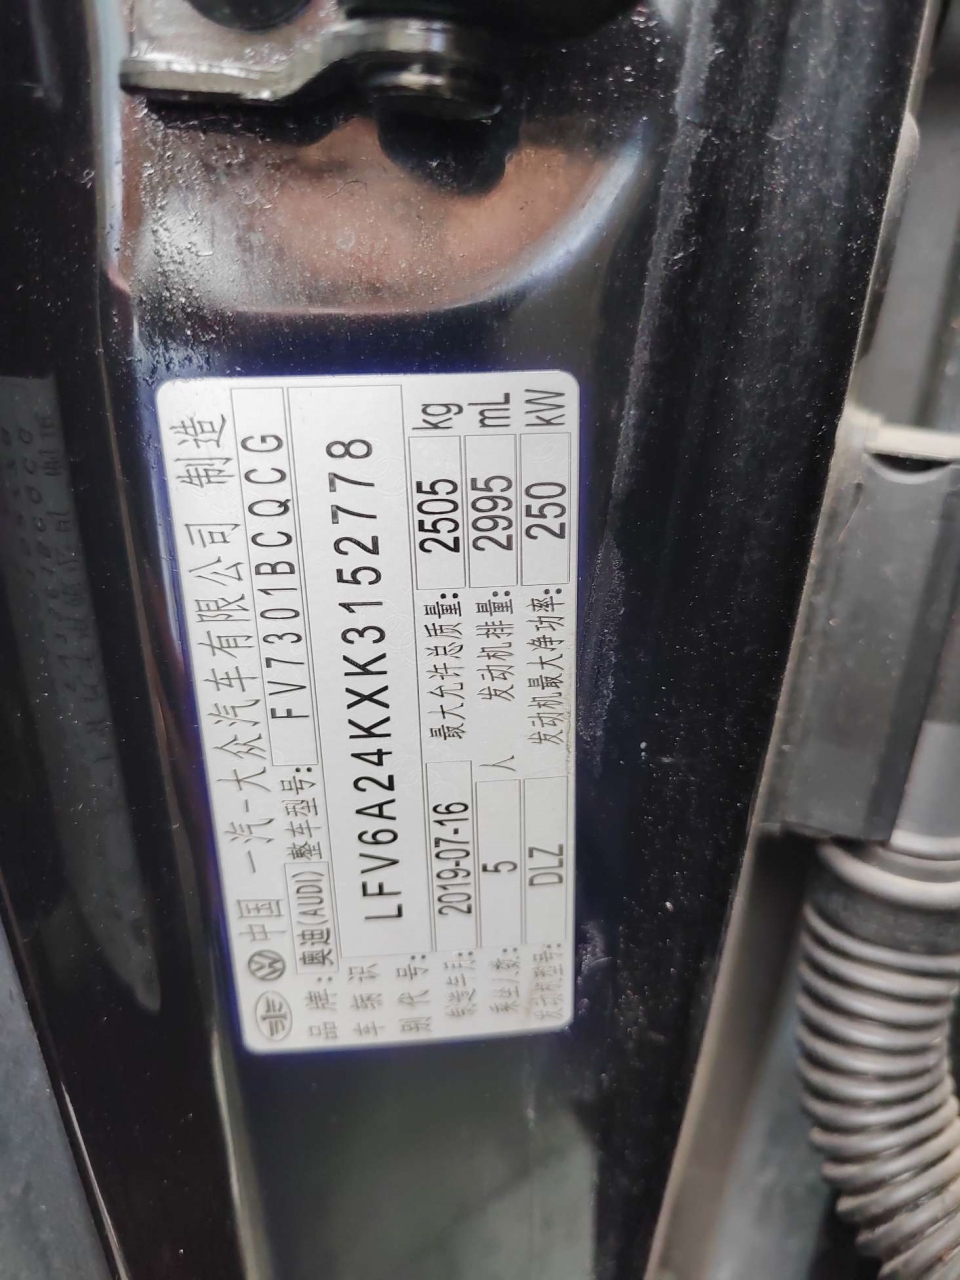 中国 一汽-大众汽车有限公司 制造
品牌: 奥迪(AUDI) 整车型号: FV7301BCQCG
车辆识别代号: LFV6A24KXK3152778
制造年月: 2019-07-16 最大允许总质量: 2505 kg
乘坐人数: 5 人 发动机排量: 2995 mL
发动机型号: DLZ 发动机最大净功率: 250 kW